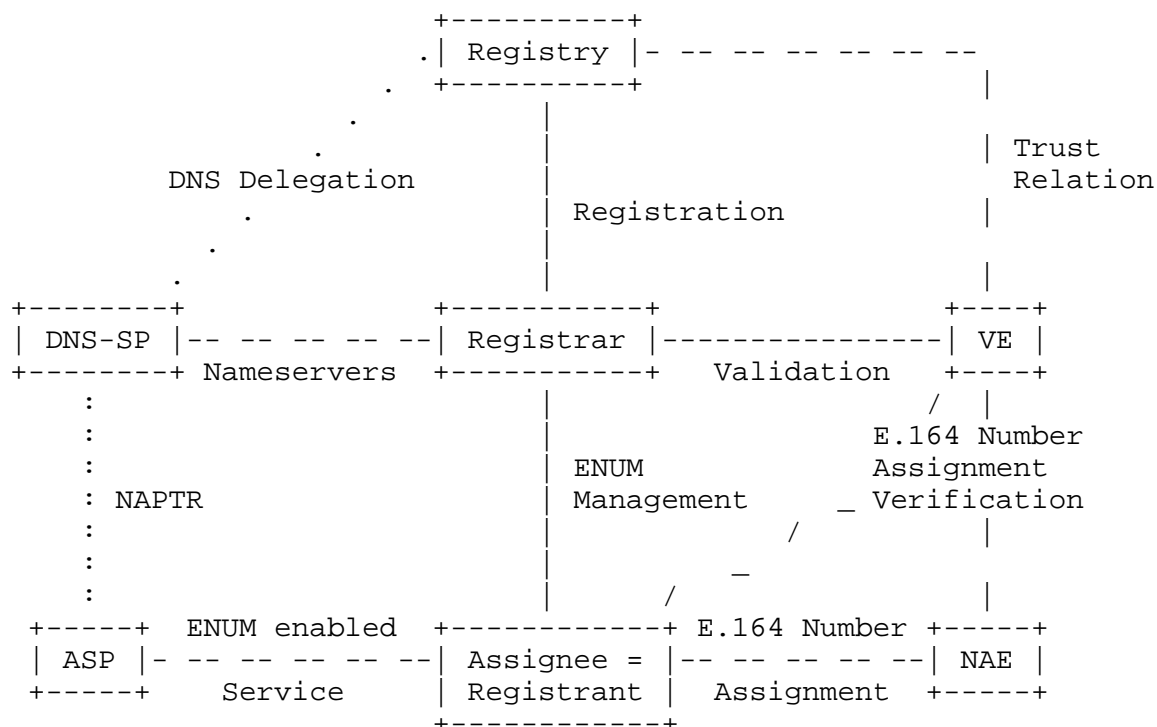 Registry
Trust
DNS Delegation Relation
Registration
DNS-SP Registrar VE
Nameservers Validation
E.164 Number
ENUM Assignment
NAPTR Management Verification
ENUM enabled E.164 Number
ASP Assignee = NAE
Service Registrant Assignment